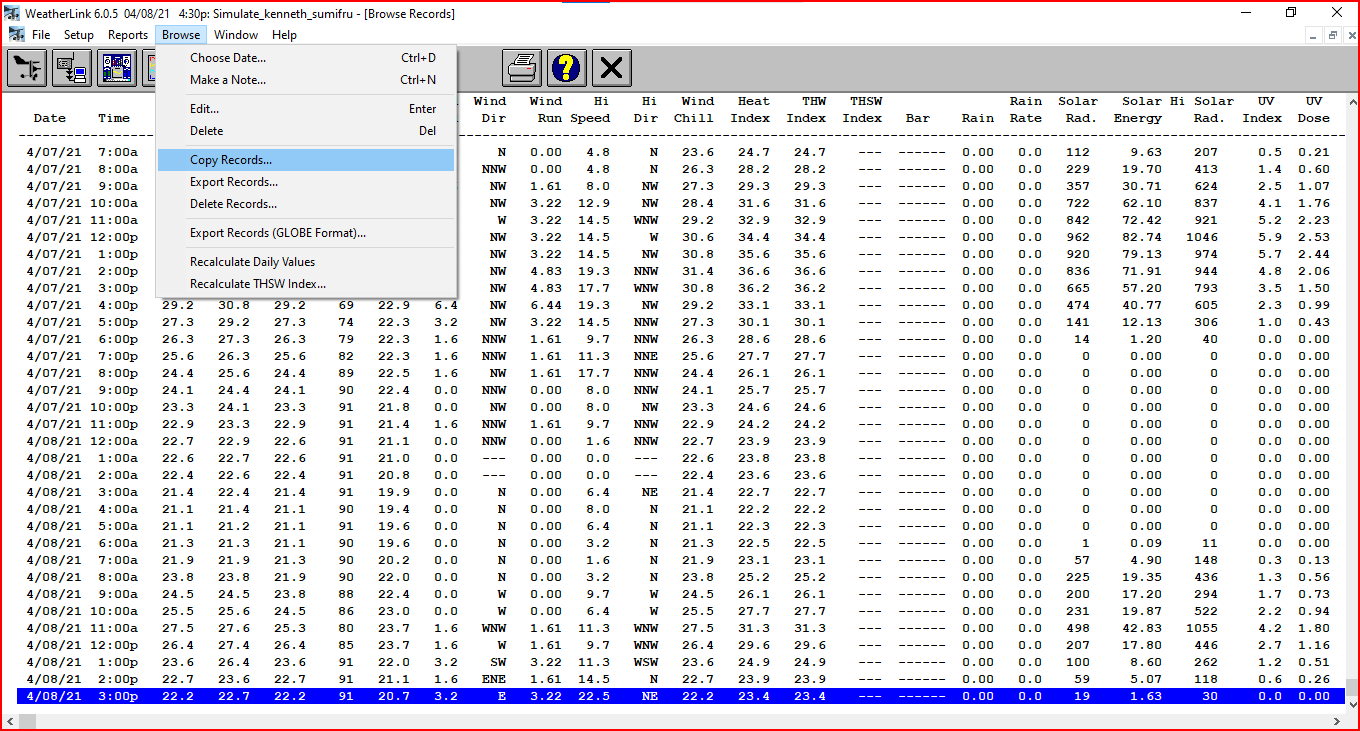 WeatherLink 6.0.5  04/08/21   4:30p: Simulate_kenneth_sumifru - [Browse Records]
File Setup Reports Browse Window Help
Choose Date... Ctrl+D
Make a Note... Ctrl+N
Edit... Enter
Delete Del
Copy Records...
Export Records...
Delete Records...
Export Records (GLOBE Format)...
Recalculate Daily Values
Recalculate THSW Index...
Wind Wind Hi Hi Wind Heat THW THSW Rain Solar Solar Hi Solar UV UV
Date Time Dir Run Speed Dir Chill Index Index Index Bar Rain Rate Rad. Energy Rad. Index Dose
4/07/21 7:00a N 0.00 4.8 N 23.6 24.7 24.7 --- ------ 0.00 0.0 112 9.63 207 0.5 0.21
4/07/21 8:00a NNW 0.00 4.8 N 26.3 28.2 28.2 --- ------ 0.00 0.0 229 19.70 413 1.4 0.60
4/07/21 9:00a NW 1.61 8.0 NW 27.3 29.3 29.3 --- ------ 0.00 0.0 357 30.71 624 2.5 1.07
4/07/21 10:00a NW 3.22 12.9 NW 28.4 31.6 31.6 --- ------ 0.00 0.0 722 62.10 837 4.1 1.76
4/07/21 11:00a W 3.22 14.5 WNW 29.2 32.9 32.9 --- ------ 0.00 0.0 842 72.42 921 5.2 2.23
4/07/21 12:00p NW 3.22 14.5 W 30.6 34.4 34.4 --- ------ 0.00 0.0 962 82.74 1046 5.9 2.53
4/07/21 1:00p NW 3.22 14.5 NW 30.8 35.6 35.6 --- ------ 0.00 0.0 920 79.13 974 5.7 2.44
4/07/21 2:00p NW 4.83 19.3 NNW 31.4 36.6 36.6 --- ------ 0.00 0.0 836 71.91 944 4.8 2.06
4/07/21 3:00p NW 4.83 17.7 WNW 30.8 36.2 36.2 --- ------ 0.00 0.0 665 57.20 793 3.5 1.50
4/07/21 4:00p 29.2 30.8 29.2 69 22.9 6.4 NW 6.44 19.3 NW 29.2 33.1 33.1 --- ------ 0.00 0.0 474 40.77 605 2.3 0.99
4/07/21 5:00p 27.3 29.2 27.3 74 22.3 3.2 NW 3.22 14.5 NNW 27.3 30.1 30.1 --- ------ 0.00 0.0 141 12.13 306 1.0 0.43
4/07/21 6:00p 26.3 27.3 26.3 79 22.3 1.6 NNW 1.61 9.7 NNW 26.3 28.6 28.6 --- ------ 0.00 0.0 14 1.20 40 0.0 0.00
4/07/21 7:00p 25.6 26.3 25.6 82 22.3 1.6 NNW 1.61 11.3 NNE 25.6 27.7 27.7 --- ------ 0.00 0.0 0 0.00 0 0.0 0.00
4/07/21 8:00p 24.4 25.6 24.4 89 22.5 1.6 NW 1.61 17.7 NNW 24.4 26.1 26.1 --- ------ 0.00 0.0 0 0.00 0 0.0 0.00
4/07/21 9:00p 24.1 24.4 24.1 90 22.4 0.0 NNW 0.00 8.0 NNW 24.1 25.7 25.7 --- ------ 0.00 0.0 0 0.00 0 0.0 0.00
4/07/21 10:00p 23.3 24.1 23.3 91 21.8 0.0 NW 0.00 8.0 NW 23.3 24.6 24.6 --- ------ 0.00 0.0 0 0.00 0 0.0 0.00
4/07/21 11:00p 22.9 23.3 22.9 91 21.4 1.6 NNW 1.61 9.7 NNW 22.9 24.2 24.2 --- ------ 0.00 0.0 0 0.00 0 0.0 0.00
4/08/21 12:00a 22.7 22.9 22.6 91 21.1 0.0 NNW 0.00 1.6 NNW 22.7 23.9 23.9 --- ------ 0.00 0.0 0 0.00 0 0.0 0.00
4/08/21 1:00a 22.6 22.7 22.6 91 21.0 0.0 --- 0.00 0.0 --- 22.6 23.8 23.8 --- ------ 0.00 0.0 0 0.00 0 0.0 0.00
4/08/21 2:00a 22.4 22.6 22.4 91 20.8 0.0 --- 0.00 0.0 --- 22.4 23.6 23.6 --- ------ 0.00 0.0 0 0.00 0 0.0 0.00
4/08/21 3:00a 21.4 22.4 21.4 91 19.9 0.0 N 0.00 6.4 NE 21.4 22.7 22.7 --- ------ 0.00 0.0 0 0.00 0 0.0 0.00
4/08/21 4:00a 21.1 21.4 21.1 90 19.4 0.0 N 0.00 8.0 N 21.1 22.2 22.2 --- ------ 0.00 0.0 0 0.00 0 0.0 0.00
4/08/21 5:00a 21.1 21.2 21.1 91 19.6 0.0 N 0.00 6.4 N 21.1 22.3 22.3 --- ------ 0.00 0.0 0 0.00 0 0.0 0.00
4/08/21 6:00a 21.3 21.3 21.1 90 19.6 0.0 N 0.00 3.2 N 21.3 22.5 22.5 --- ------ 0.00 0.0 1 0.09 11 0.0 0.00
4/08/21 7:00a 21.9 21.9 21.3 90 20.2 0.0 N 0.00 1.6 N 21.9 23.1 23.1 --- ------ 0.00 0.0 57 4.90 148 0.3 0.13
4/08/21 8:00a 23.8 23.8 21.9 90 22.0 0.0 N 0.00 3.2 N 23.8 25.2 25.2 --- ------ 0.00 0.0 225 19.35 436 1.3 0.56
4/08/21 9:00a 24.5 24.5 23.8 88 22.4 0.0 W 0.00 9.7 W 24.5 26.1 26.1 --- ------ 0.00 0.0 200 17.20 294 1.7 0.73
4/08/21 10:00a 25.5 25.6 24.5 86 23.0 0.0 W 0.00 6.4 W 25.5 27.7 27.7 --- ------ 0.00 0.0 231 19.87 522 2.2 0.94
4/08/21 11:00a 27.5 27.6 25.3 80 23.7 1.6 WNW 1.61 11.3 WNW 27.5 31.3 31.3 --- ------ 0.00 0.0 498 42.83 1055 4.2 1.80
4/08/21 12:00p 26.4 27.4 26.4 85 23.7 1.6 W 1.61 9.7 WNW 26.4 29.6 29.6 --- ------ 0.00 0.0 207 17.80 446 2.7 1.16
4/08/21 1:00p 23.6 26.4 23.6 91 22.0 3.2 SW 3.22 11.3 WSW 23.6 24.9 24.9 --- ------ 0.00 0.0 100 8.60 262 1.2 0.51
4/08/21 2:00p 22.7 23.6 22.7 91 21.1 1.6 ENE 1.61 14.5 N 22.7 23.9 23.9 --- ------ 0.00 0.0 59 5.07 118 0.6 0.26
4/08/21 3:00p 22.2 22.7 22.2 91 20.7 3.2 E 3.22 22.5 NE 22.2 23.4 23.4 --- ------ 0.00 0.0 19 1.63 30 0.0 0.00